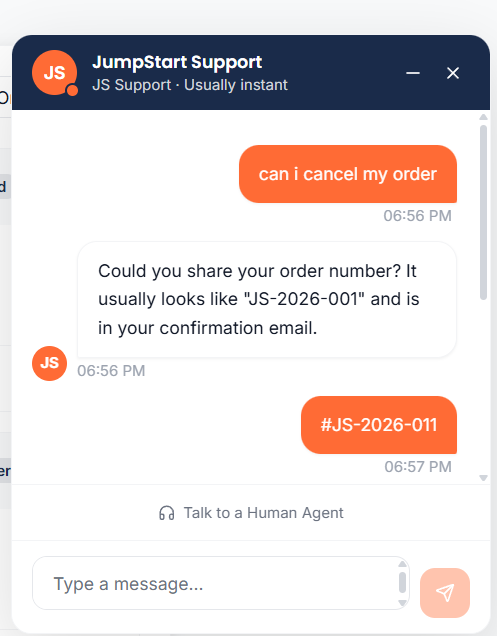 JS
JumpStart Support
JS Support · Usually instant
can i cancel my order
06:56 PM
Could you share your order number? It
usually looks like "JS-2026-001" and is
in your confirmation email.
JS
06:56 PM
#JS-2026-011
06:57 PM
Talk to a Human Agent
Type a message...